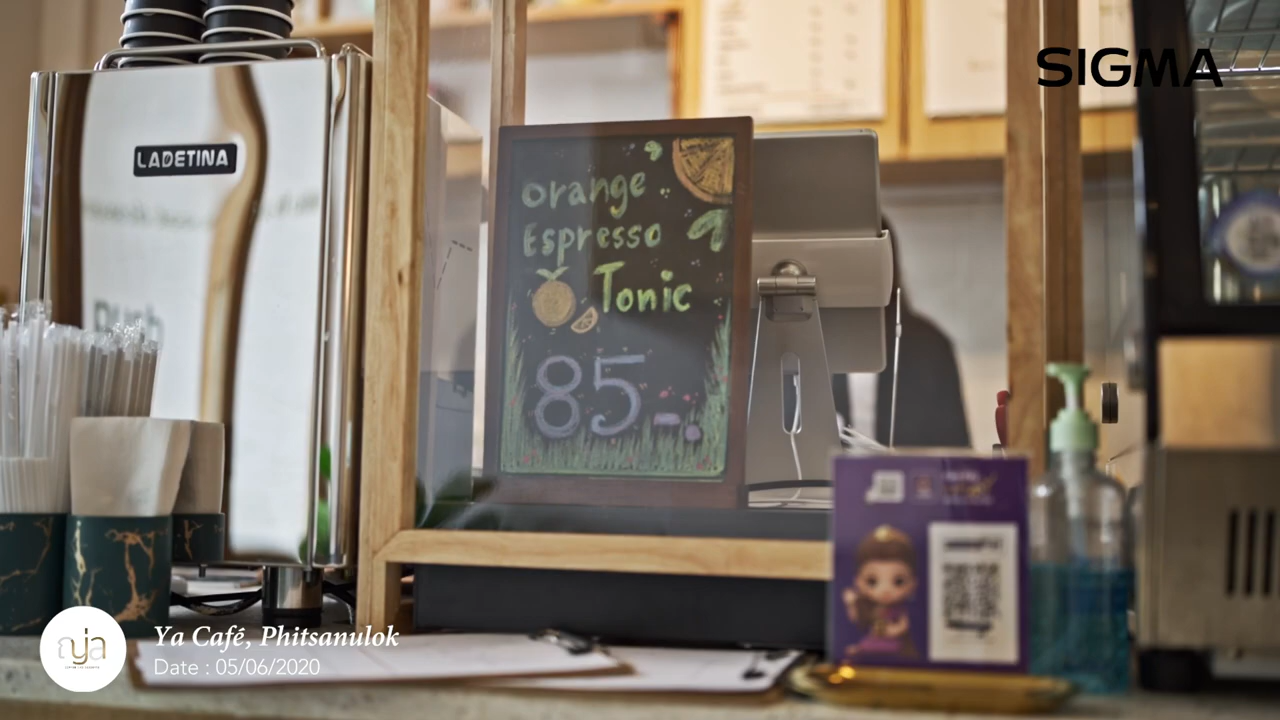 SIGMA
LADETINA
Orange
Espresso
Tonic
85.-
Ya Café, Phitsanulok
Date : 05/06/2020